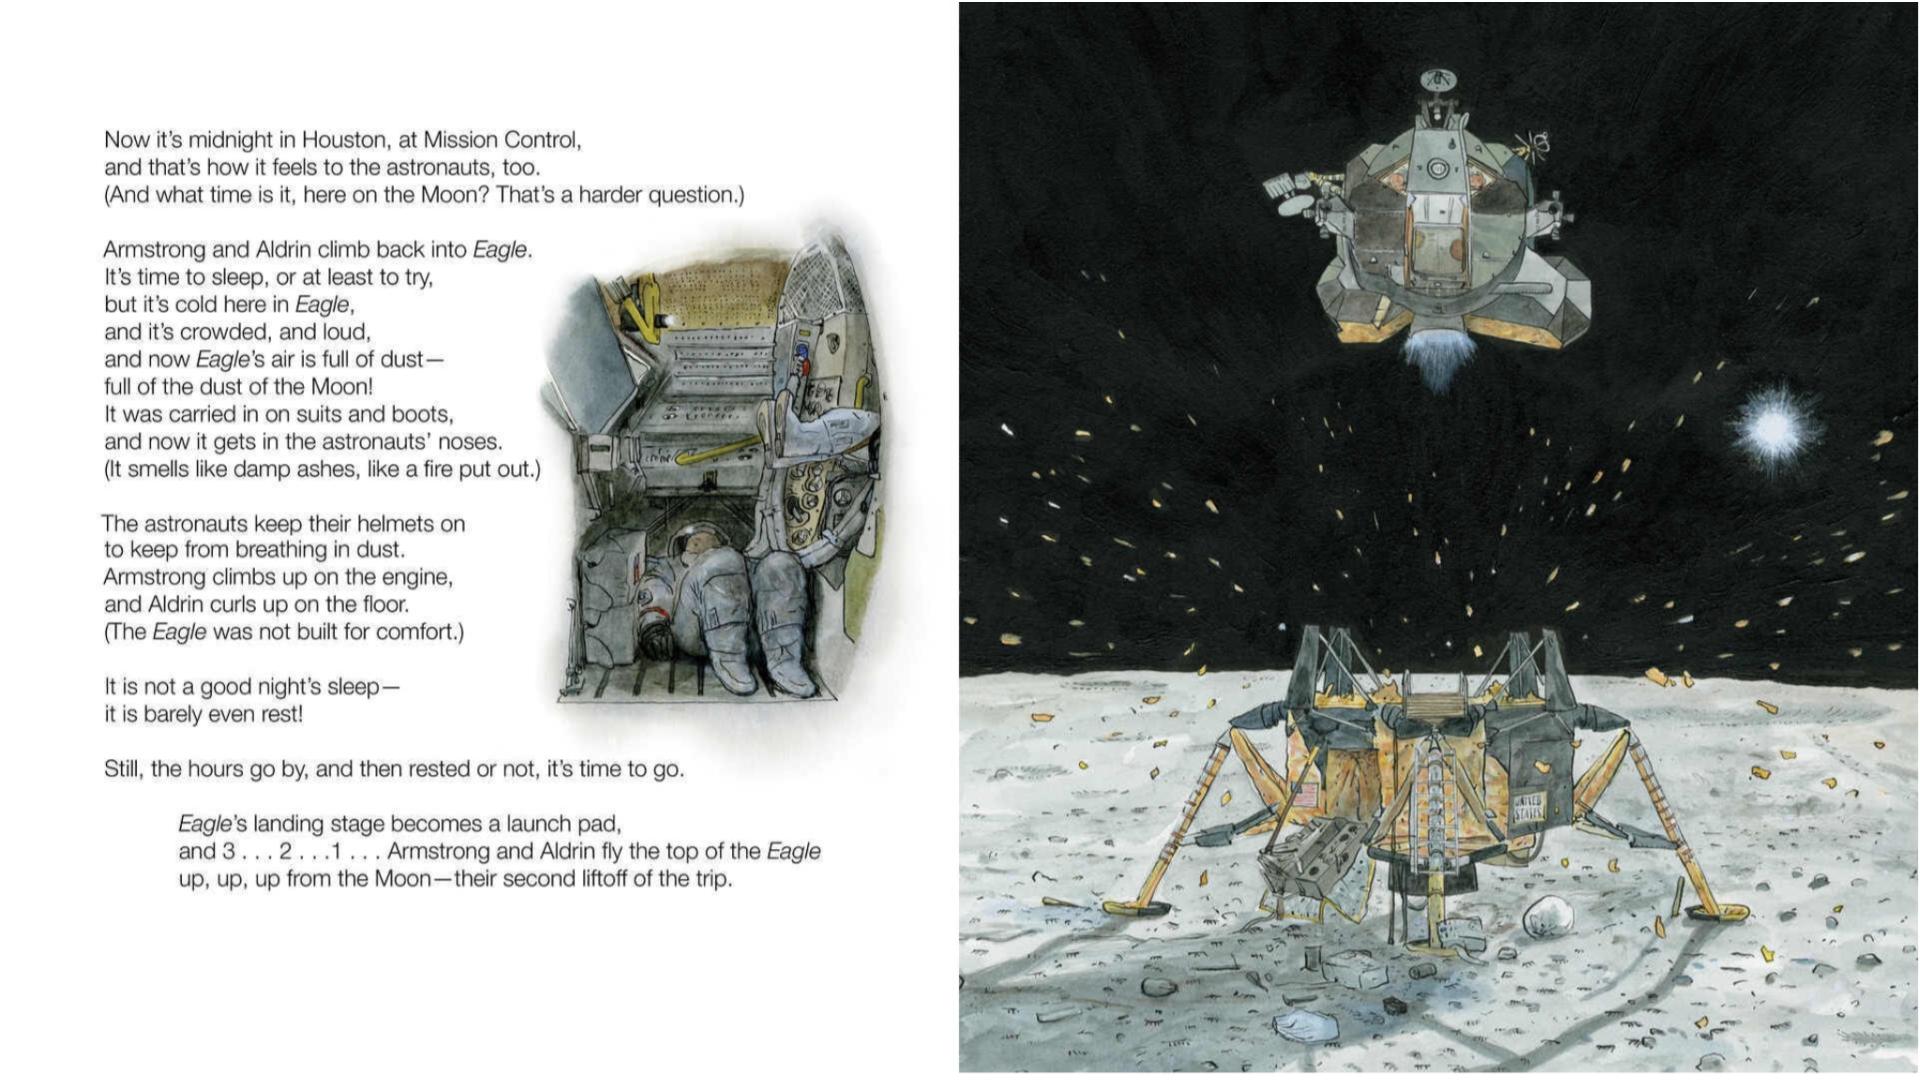 Now it's midnight in Houston, at Mission Control,
and that's how it feels to the astronauts, too.
(And what time is it, here on the Moon? That's a harder question.)
Armstrong and Aldrin climb back into Eagle.
It's time to sleep, or at least to try,
but it's cold here in Eagle,
and it's crowded, and loud,
and now Eagle's air is full of dust—
full of the dust of the Moon!
It was carried in on suits and boots,
and now it gets in the astronauts' noses.
(It smells like damp ashes, like a fire put out.)
The astronauts keep their helmets on
to keep from breathing in dust.
Armstrong climbs up on the engine,
and Aldrin curls up on the floor.
(The Eagle was not built for comfort.)
It is not a good night's sleep—
it is barely even rest!
Still, the hours go by, and then rested or not, it's time to go.
Eagle's landing stage becomes a launch pad,
and 3 . . . 2 . . .1 . . . Armstrong and Aldrin fly the top of the Eagle
up, up, up from the Moon—their second liftoff of the trip.
UNITED
STATES